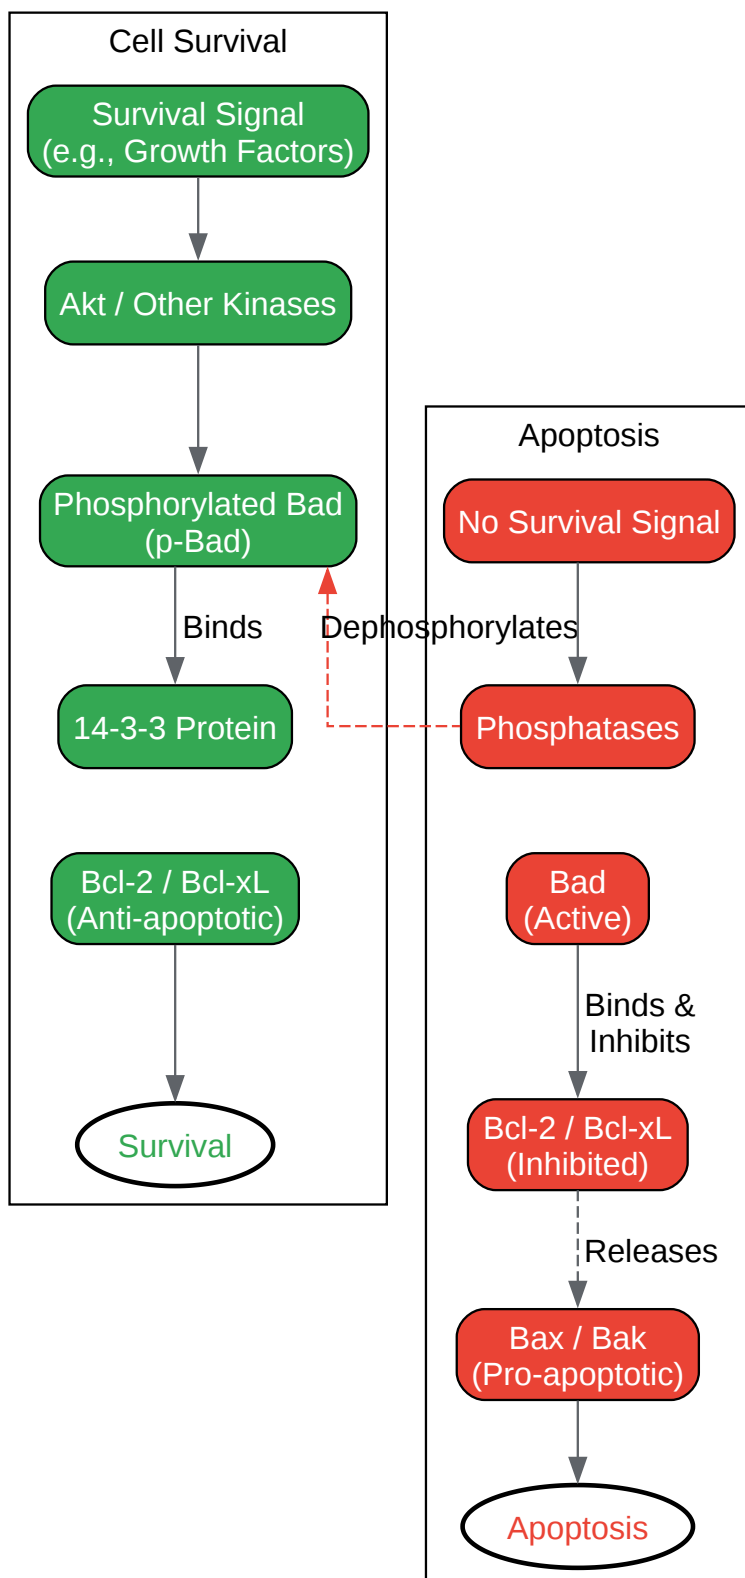 Cell Survival
Survival Signal
(e.g., Growth Factors)
Akt / Other Kinases
Phosphorylated Bad
(p-Bad)
Binds
14-3-3 Protein
Bcl-2 / Bcl-xL
(Anti-apoptotic)
Survival
Apoptosis
No Survival Signal
Dephosphorylates
Phosphatases
Bad
(Active)
Binds &
Inhibits
Bcl-2 / Bcl-xL
(Inhibited)
Releases
Bax / Bak
(Pro-apoptotic)
Apoptosis